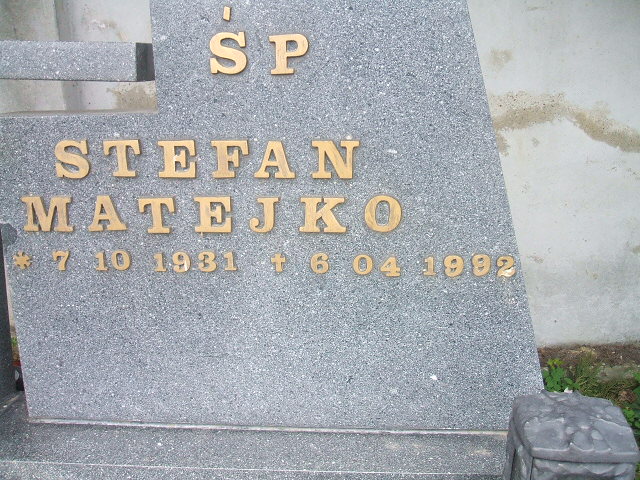 ŚP
STEFAN
MATEJKO
* 7 10 1931 † 6 04 1992